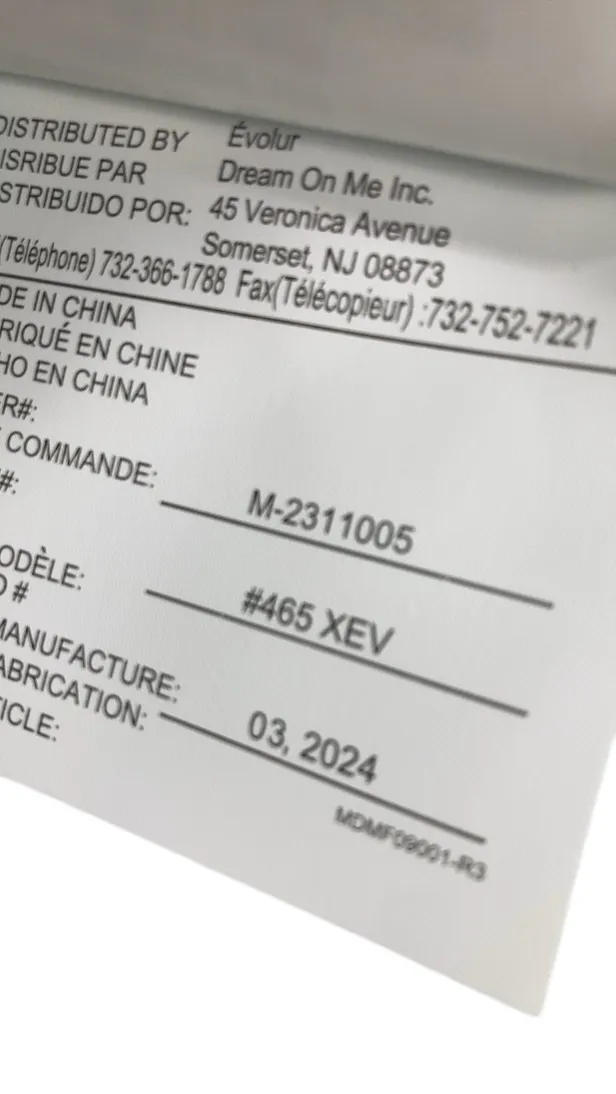 DISTRIBUTED BY Évolur
ISRIBUE PAR Dream On Me Inc.
STRIBUIDO POR: 45 Veronica Avenue
Somerset, NJ 08873
(Téléphone) 732-366-1788 Fax(Télécopieur) :732-752-7221
DE IN CHINA
RIQUÉ EN CHINE
HO EN CHINA
ER#:
COMMANDE: M-2311005
#:
ODÈLE: #465 XEV
O #
MANUFACTURE:
ABRICATION: 03, 2024
ICLE:
MDMF09001-R3